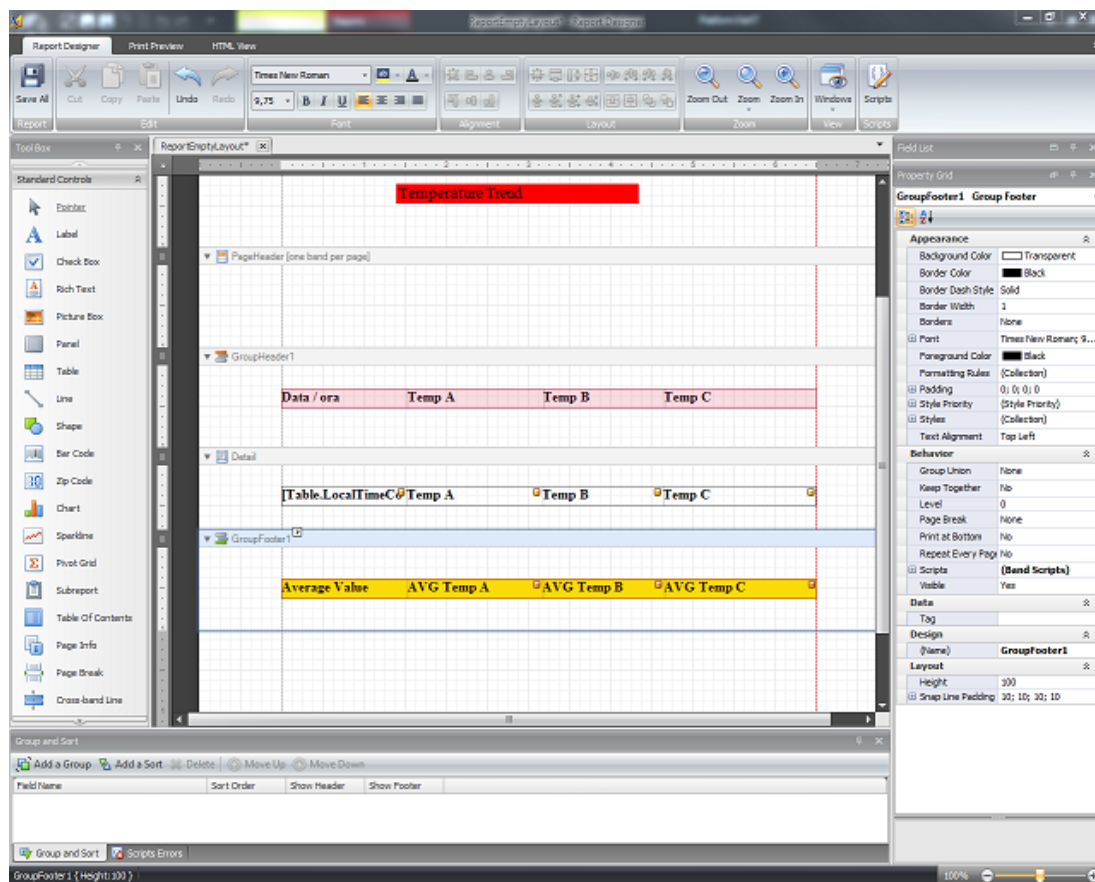 ReportEmptyLayout* - Report Designer
Report Designer Print Preview HTML View
Times New Roman
9,75 B I U
Save All Cut Copy Paste Undo Redo Zoom Out Zoom Zoom In Windows Scripts
Report Edit Font Alignment Layout Zoom View Scripts
Tool Box
ReportEmptyLayout*
Field List
Standard Controls
Pointer
Label
Check Box
Rich Text
Picture Box
Panel
Table
Line
Shape
Bar Code
Zip Code
Chart
Sparkline
Pivot Grid
Subreport
Table Of Contents
Page Info
Page Break
Cross-band Line
Temperature Trend
PageHeader [one band per page]
GroupHeader1
Data / ora Temp A Temp B Temp C
Detail
[Table.LocalTimeCo Temp A Temp B Temp C
GroupFooter1
Average Value AVG Temp A AVG Temp B AVG Temp C
Property Grid
GroupFooter1 Group Footer
Appearance
Background Color Transparent
Border Color Black
Border Dash Style Solid
Border Width 1
Borders None
Font Times New Roman; 9...
Foreground Color Black
Formatting Rules (Collection)
Padding 0; 0; 0; 0
Style Priority (Style Priority)
Styles (Collection)
Text Alignment Top Left
Behavior
Group Union None
Keep Together No
Level 0
Page Break None
Print at Bottom No
Repeat Every Page No
Scripts (Band Scripts)
Visible Yes
Data
Tag
Design
(Name) GroupFooter1
Layout
Height 100
Snap Line Padding 10; 10; 10; 10
Group and Sort
Add a Group Add a Sort Delete Move Up Move Down
Field Name Sort Order Show Header Show Footer
Group and Sort Scripts Errors
GroupFooter1 { Height:100 } 100%